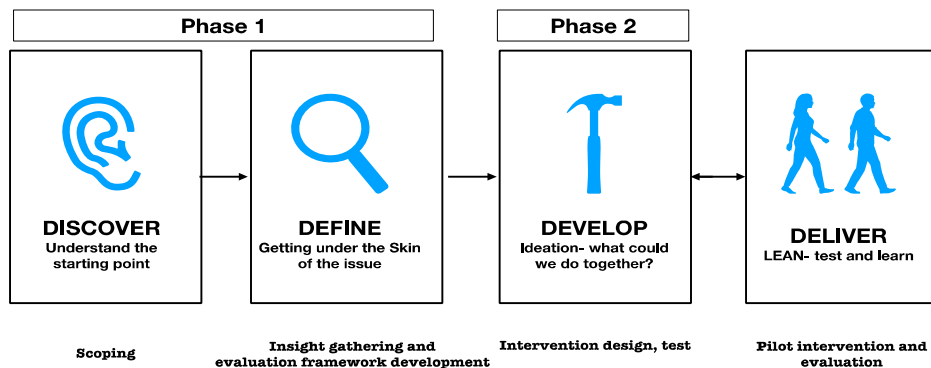 Phase 1
Phase 2
DISCOVER
Understand the
starting point
DEFINE
Getting under the Skin
of the issue
DEVELOP
Ideation- what could
we do together?
DELIVER
LEAN- test and learn
Scoping
Insight gathering and
evaluation framework development
Intervention design, test
Pilot intervention and
evaluation